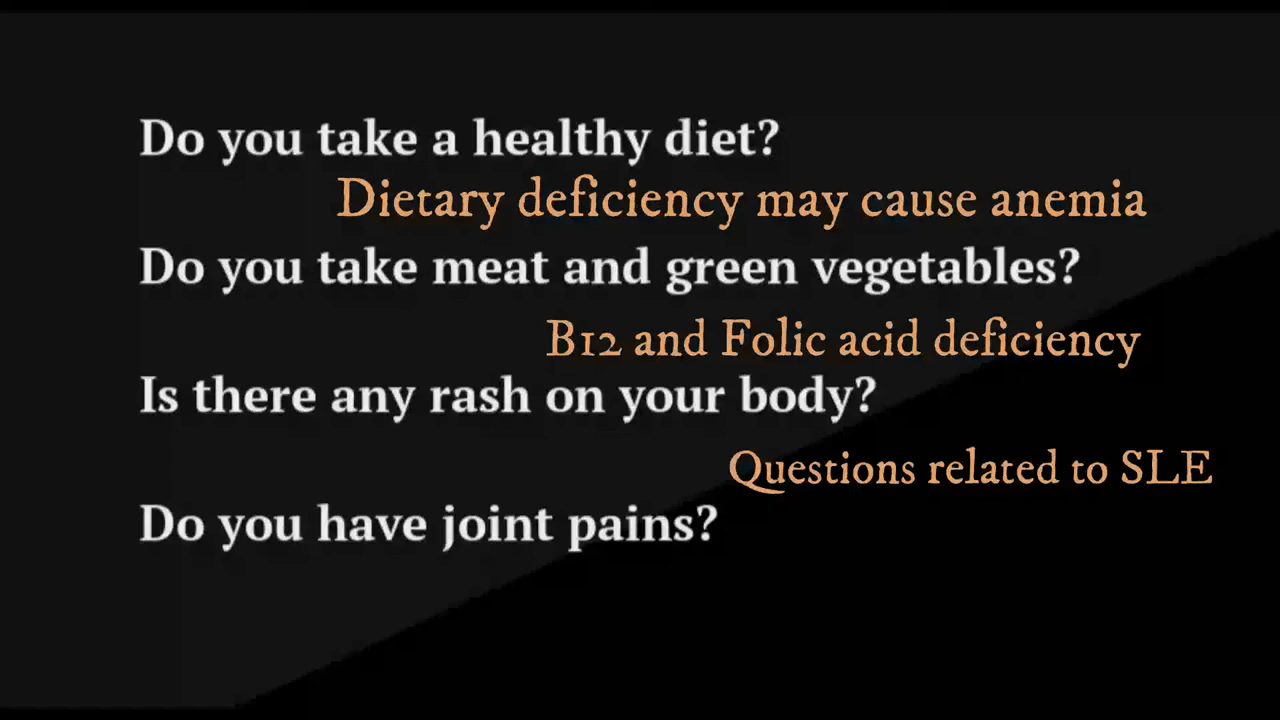 Do you take a healthy diet?
Dietary deficiency may cause anemia
Do you take meat and green vegetables?
B12 and Folic acid deficiency
Is there any rash on your body?
Questions related to SLE
Do you have joint pains?